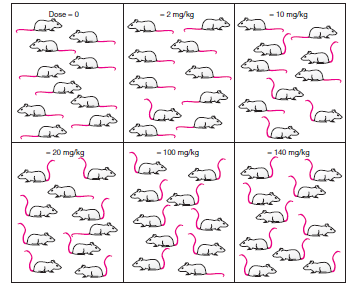 Dose = 0
= 2 mg/kg
= 10 mg/kg
= 20 mg/kg
= 100 mg/kg
= 140 mg/kg